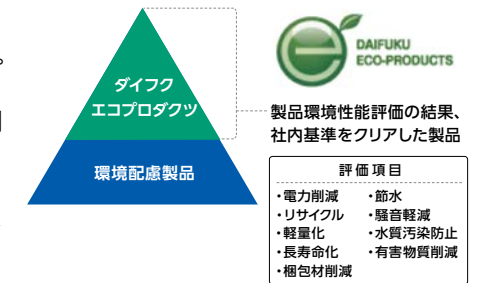 ダイフク
エコプロダクツ
環境配慮製品
DAIFUKU
ECO-PRODUCTS
製品環境性能評価の結果、
社内基準をクリアした製品
評価項目
・電力削減 ・節水
・リサイクル ・騒音軽減
・軽量化 ・水質汚染防止
・長寿命化 ・有害物質削減
・梱包材削減